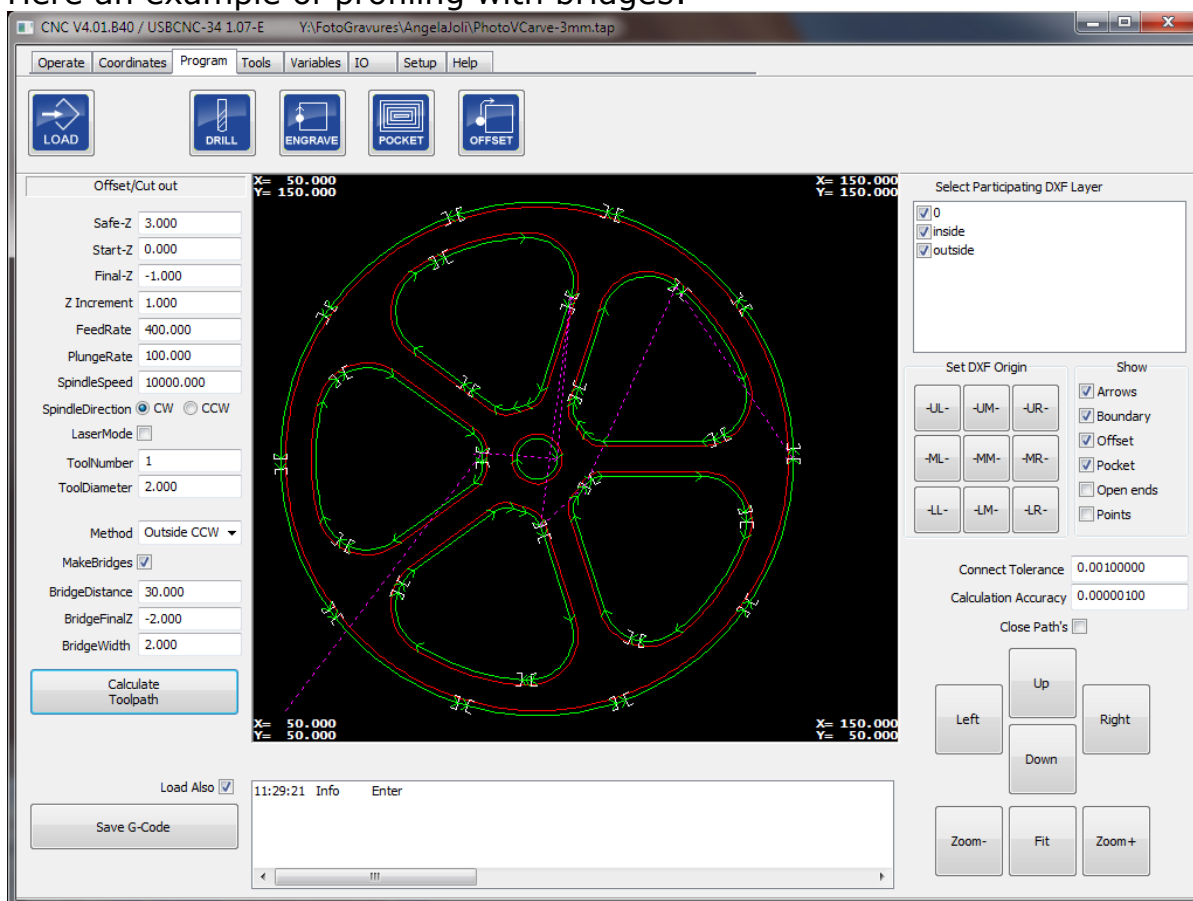 Here an example of profiling with bridges:
CNC V4.01.B40 / USBCNC-34 1.07-E Y:\FotoGravures\AngelaJoli\PhotoVCarve-3mm.tap
Operate Coordinates Program Tools Variables IO Setup Help
LOAD DRILL ENGRAVE POCKET OFFSET
Offset/Cut out
Safe-Z 3.000
Start-Z 0.000
Final-Z -1.000
Z Increment 1.000
FeedRate 400.000
PlungeRate 100.000
SpindleSpeed 10000.000
SpindleDirection CW CCW
LaserMode
ToolNumber 1
ToolDiameter 2.000
Method Outside CCW
MakeBridges
BridgeDistance 30.000
BridgeFinalZ -2.000
BridgeWidth 2.000
Calculate
Toolpath
Load Also
Save G-Code
X= 50.000
Y= 150.000
X= 150.000
Y= 150.000
X= 50.000
Y= 50.000
X= 150.000
Y= 50.000
11:29:21 Info Enter
Select Participating DXF Layer
0
inside
outside
Set DXF Origin
-UL- -UM- -UR-
-ML- -MM- -MR-
-LL- -LM- -LR-
Show
Arrows
Boundary
Offset
Pocket
Open ends
Points
Connect Tolerance 0.00100000
Calculation Accuracy 0.00000100
Close Path's
Up
Left Right
Down
Zoom- Fit Zoom+